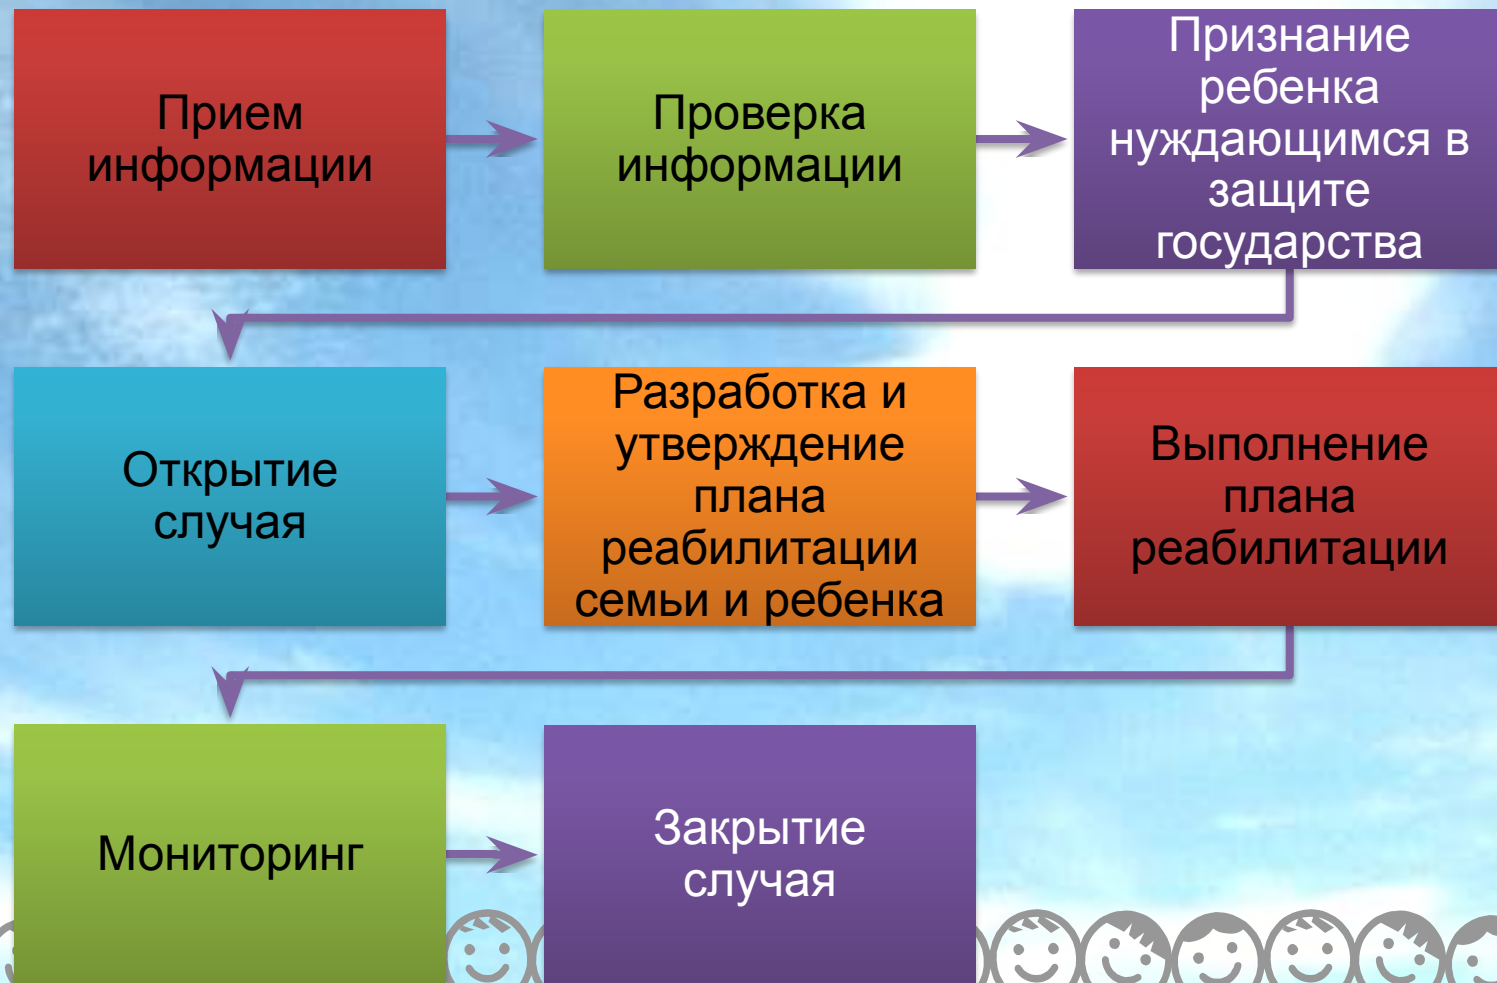 Прием
информации
Проверка
информации
Признание
ребенка
нуждающимся в
защите
государства
Открытие
случая
Разработка и
утверждение
плана
реабилитации
семьи и ребенка
Выполнение
плана
реабилитации
Мониторинг
Закрытие
случая